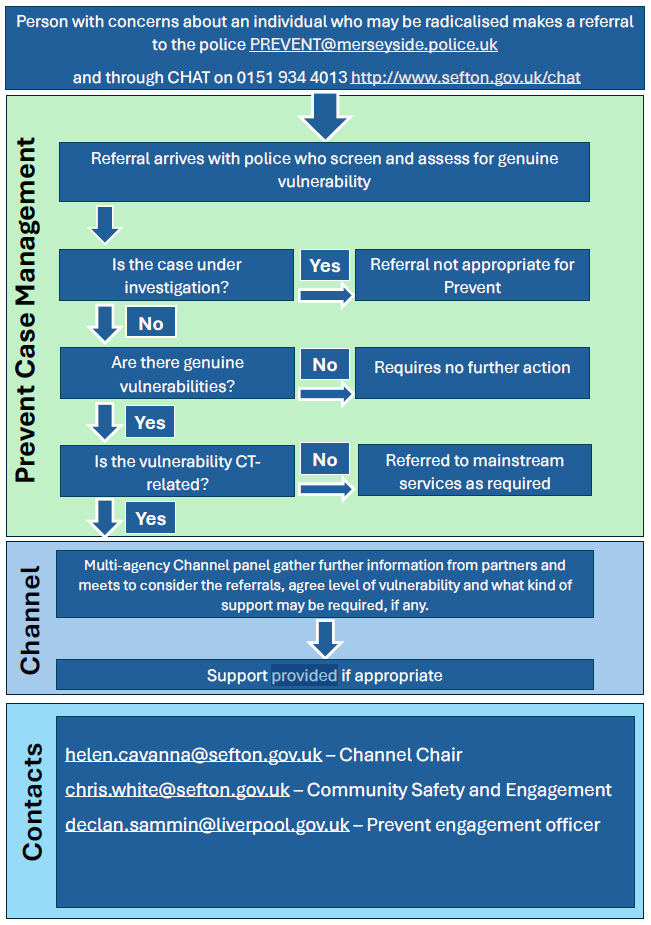 Person with concerns about an individual who may be radicalised makes a referral
to the police PREVENT@merseyside.police.uk
and through CHAT on 0151 934 4013 http://www.sefton.gov.uk/chat
Prevent Case Management
Referral arrives with police who screen and assess for genuine
vulnerability
Is the case under
investigation?
Yes
Referral not appropriate for
Prevent
No
Are there genuine
vulnerabilities?
No
Requires no further action
Yes
Is the vulnerability CT-
related?
No
Referred to mainstream
services as required
Yes
Channel
Multi-agency Channel panel gather further information from partners and
meets to consider the referrals, agree level of vulnerability and what kind of
support may be required, if any.
Support provided if appropriate
Contacts
helen.cavanna@sefton.gov.uk – Channel Chair
chris.white@sefton.gov.uk – Community Safety and Engagement
declan.sammin@liverpool.gov.uk – Prevent engagement officer